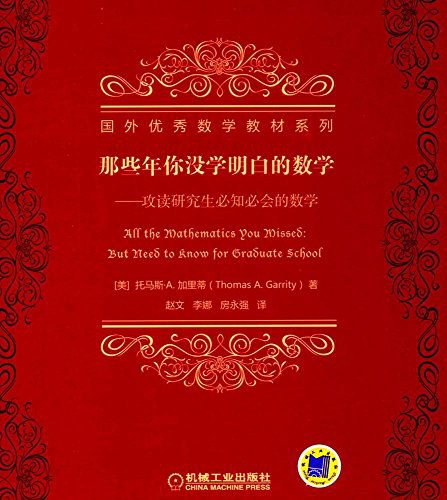 国外优秀数学教材系列
那些年你没学明白的数学
——攻读研究生必知必会的数学
All the Mathematics You Missed:
But Need to Know for Graduate School
[美] 托马斯·A. 加里蒂（Thomas A. Garrity）著
赵文 李娜 房永强 译
机械工业出版社
CHINA MACHINE PRESS